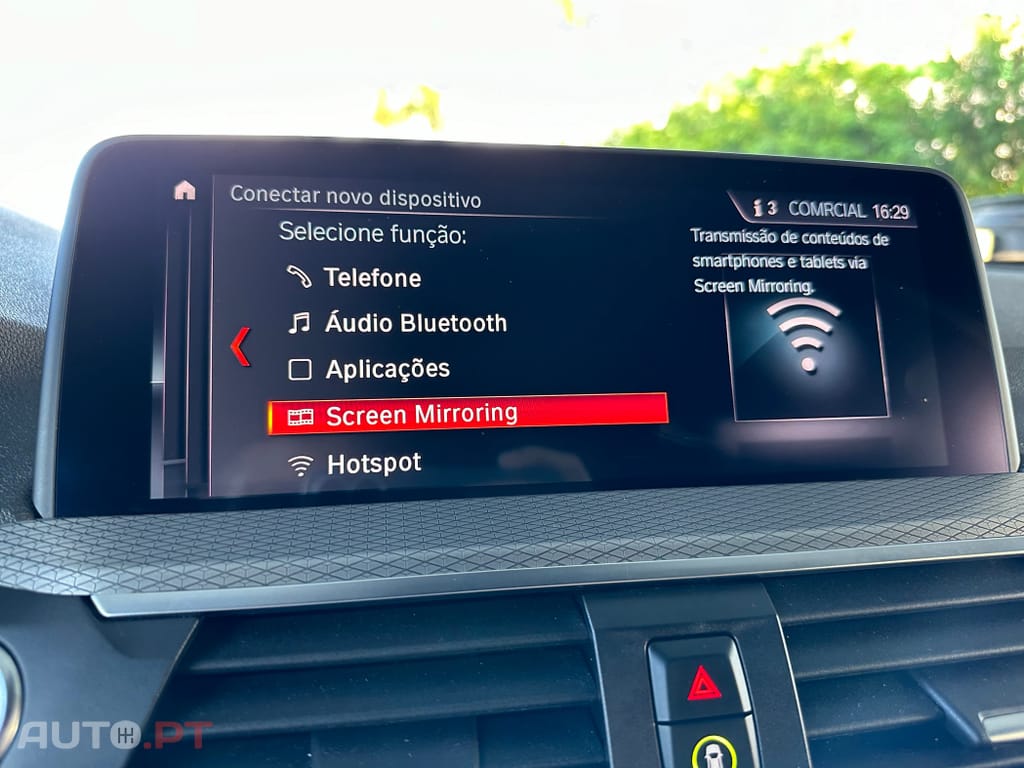 Conectar novo dispositivo
3 COMRCIAL 16:29
Selecione função:
Telefone
Áudio Bluetooth
Aplicações
Screen Mirroring
Hotspot
Transmissão de conteúdos de
smartphones e tablets via
Screen Mirroring.
AUTO.PT